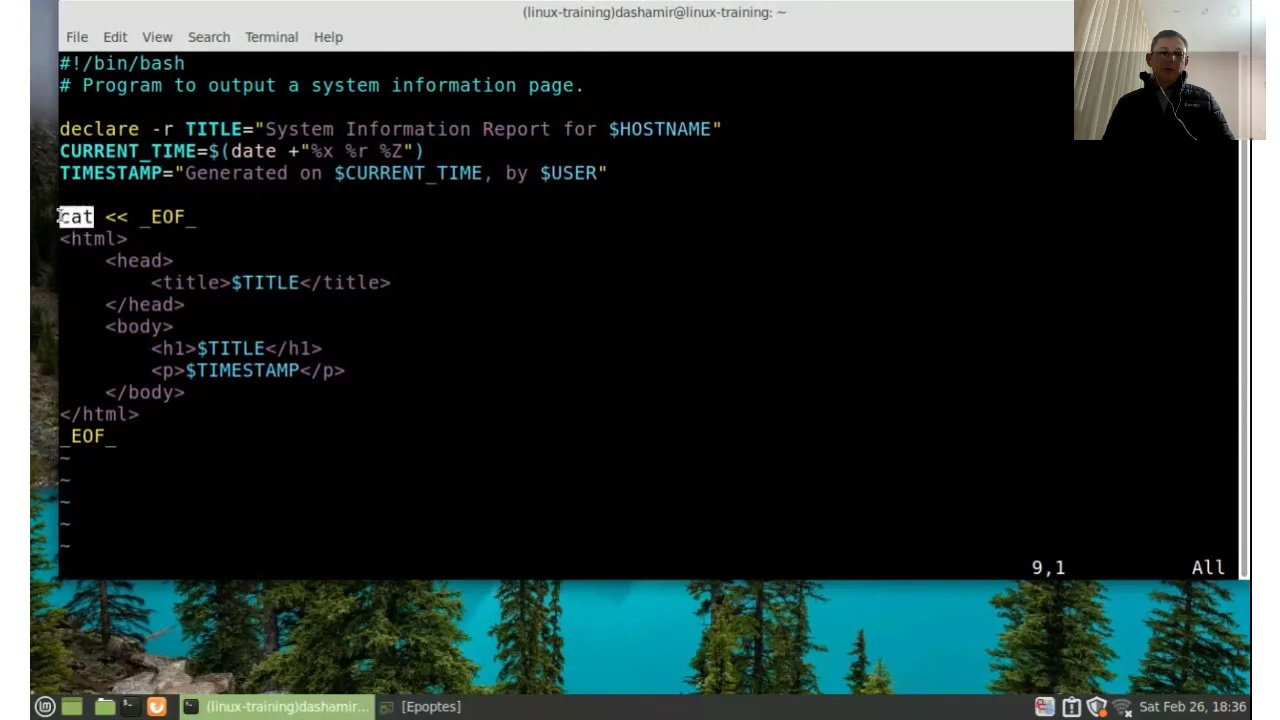 (linux-training)dashamir@linux-training: ~
File Edit View Search Terminal Help
#!/bin/bash
# Program to output a system information page.
declare -r TITLE="System Information Report for $HOSTNAME"
CURRENT_TIME=$(date +"%x %r %Z")
TIMESTAMP="Generated on $CURRENT_TIME, by $USER"
cat << _EOF_
<html>
    <head>
        <title>$TITLE</title>
    </head>
    <body>
        <h1>$TITLE</h1>
        <p>$TIMESTAMP</p>
    </body>
</html>
_EOF_
~
~
~
~
~
9,1 All
(linux-training)dashamir... [Epoptes] Sat Feb 26, 18:36